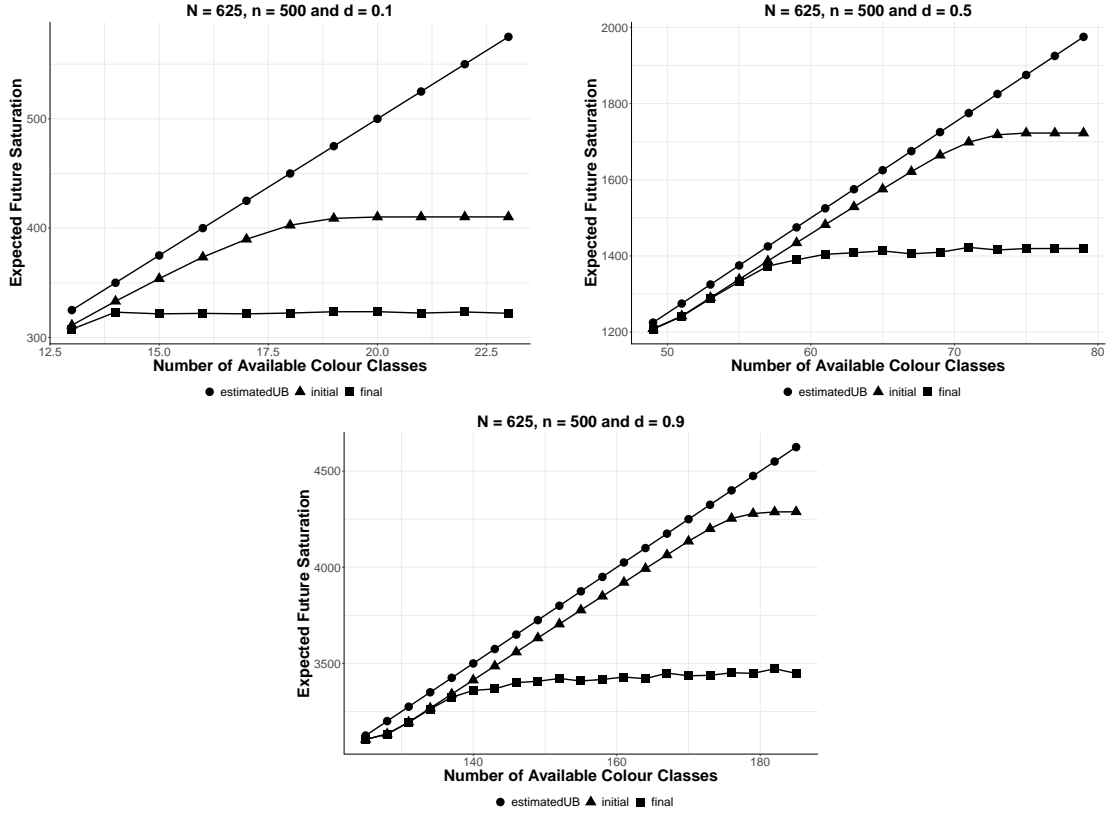 N = 625, n = 500 and d = 0.1
Expected Future Saturation
500
400
300
12.5 15.0 17.5 20.0 22.5
Number of Available Colour Classes
estimatedUB initial final
N = 625, n = 500 and d = 0.5
Expected Future Saturation
2000
1800
1600
1400
1200
50 60 70 80
Number of Available Colour Classes
estimatedUB initial final
N = 625, n = 500 and d = 0.9
Expected Future Saturation
4500
4000
3500
140 160 180
Number of Available Colour Classes
estimatedUB initial final